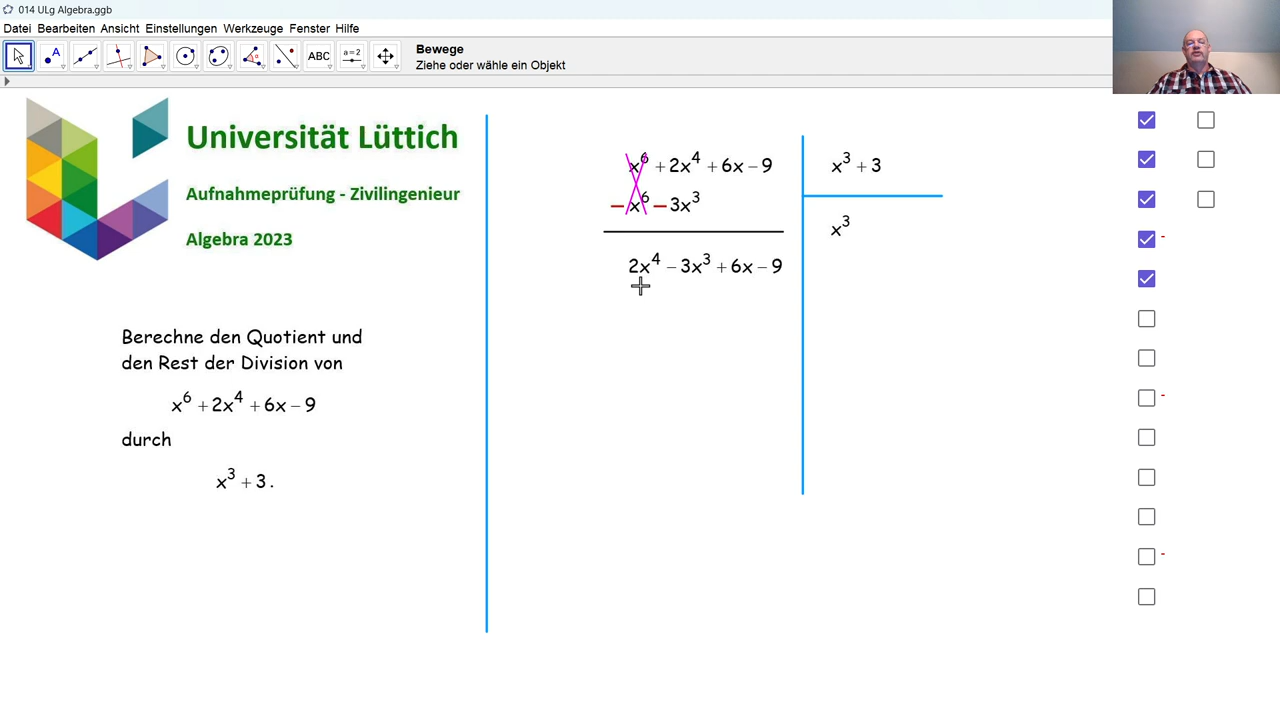 014 ULg Algebra.ggb
Datei Bearbeiten Ansicht Einstellungen Werkzeuge Fenster Hilfe
A ABC a=2
Bewege
Ziehe oder wähle ein Objekt
Universität Lüttich
Aufnahmeprüfung - Zivilingenieur
Algebra 2023
Berechne den Quotient und
den Rest der Division von
x⁶ + 2x⁴ + 6x – 9
durch
x³ + 3 .
x⁶ + 2x⁴ + 6x – 9
– x⁶ – 3x³
2x⁴ – 3x³ + 6x – 9
x³ + 3
x³